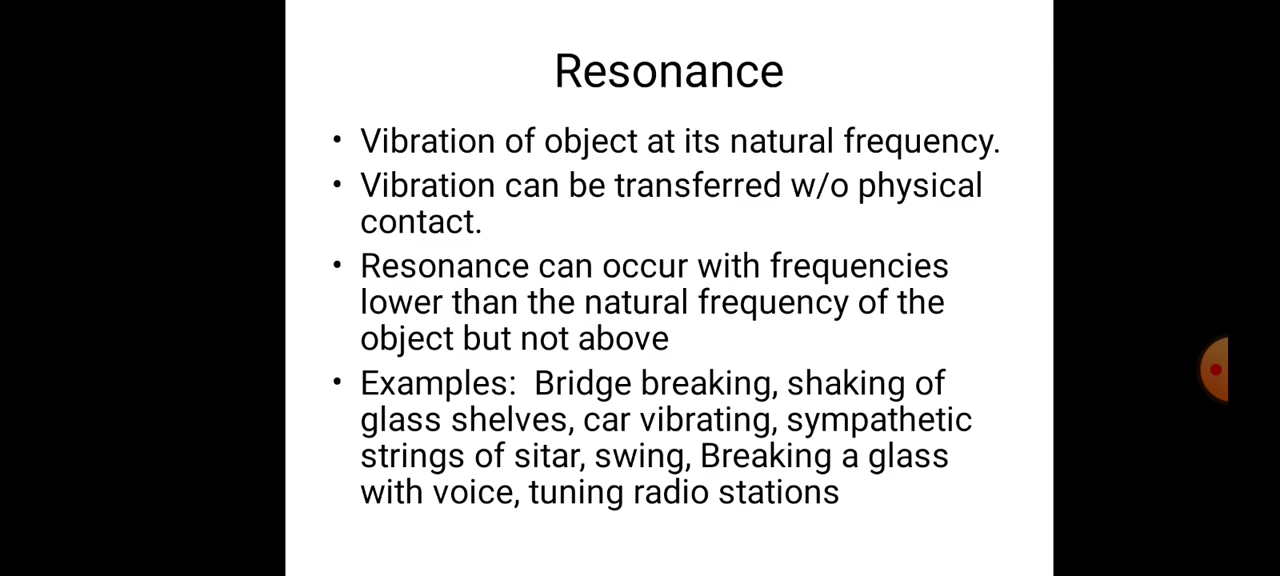 Resonance
• Vibration of object at its natural frequency.
• Vibration can be transferred w/o physical
contact.
• Resonance can occur with frequencies
lower than the natural frequency of the
object but not above
• Examples:  Bridge breaking, shaking of
glass shelves, car vibrating, sympathetic
strings of sitar, swing, Breaking a glass
with voice, tuning radio stations